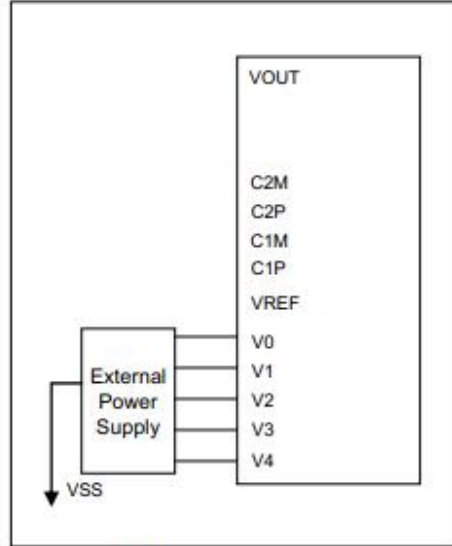 VOUT
C2M
C2P
C1M
C1P
VREF
V0
V1
V2
V3
V4
External
Power
Supply
VSS